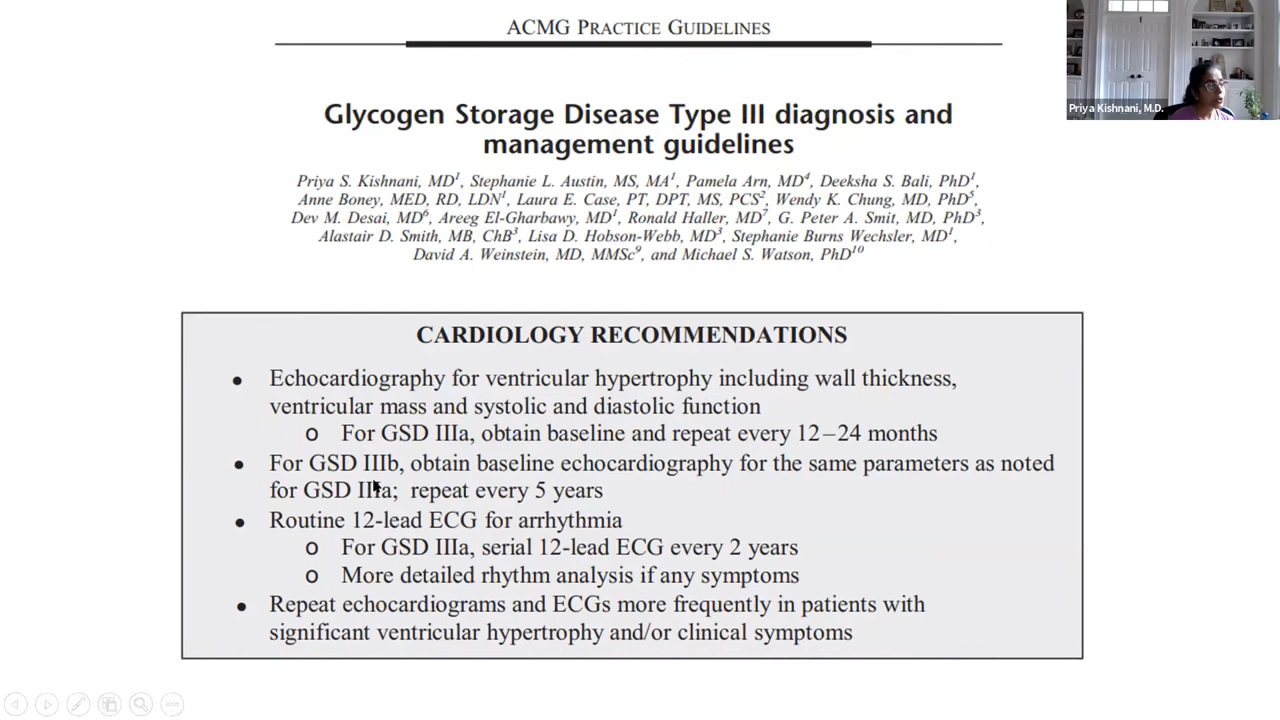 ACMG PRACTICE GUIDELINES
Priya Kishnani, M.D.
Glycogen Storage Disease Type III diagnosis and
management guidelines
Priya S. Kishnani, MD1, Stephanie L. Austin, MS, MA1, Pamela Arn, MD4, Deeksha S. Bali, PhD1,
Anne Boney, MED, RD, LDN1, Laura E. Case, PT, DPT, MS, PCS2, Wendy K. Chung, MD, PhD5,
Dev M. Desai, MD6, Areeg El-Gharbawy, MD1, Ronald Haller, MD7, G. Peter A. Smit, MD, PhD3,
Alastair D. Smith, MB, ChB3, Lisa D. Hobson-Webb, MD3, Stephanie Burns Wechsler, MD1,
David A. Weinstein, MD, MMSc9, and Michael S. Watson, PhD10
CARDIOLOGY RECOMMENDATIONS
• Echocardiography for ventricular hypertrophy including wall thickness,
ventricular mass and systolic and diastolic function
o For GSD IIIa, obtain baseline and repeat every 12–24 months
• For GSD IIIb, obtain baseline echocardiography for the same parameters as noted
for GSD IIIa; repeat every 5 years
• Routine 12-lead ECG for arrhythmia
o For GSD IIIa, serial 12-lead ECG every 2 years
o More detailed rhythm analysis if any symptoms
• Repeat echocardiograms and ECGs more frequently in patients with
significant ventricular hypertrophy and/or clinical symptoms